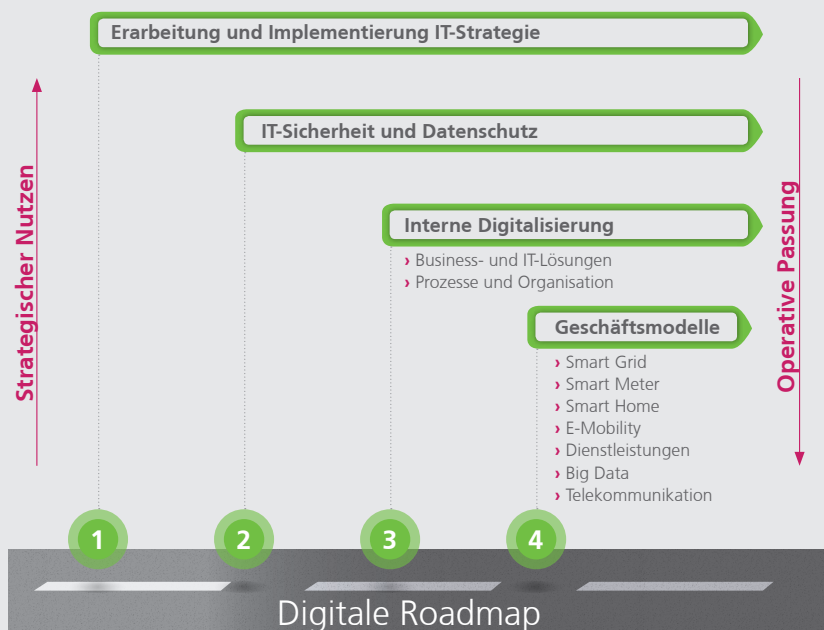 Erarbeitung und Implementierung IT-Strategie
IT-Sicherheit und Datenschutz
Strategischer Nutzen
Operative Passung
Interne Digitalisierung
› Business- und IT-Lösungen
› Prozesse und Organisation
Geschäftsmodelle
› Smart Grid
› Smart Meter
› Smart Home
› E-Mobility
› Dienstleistungen
› Big Data
› Telekommunikation
1
2
3
4
Digitale Roadmap